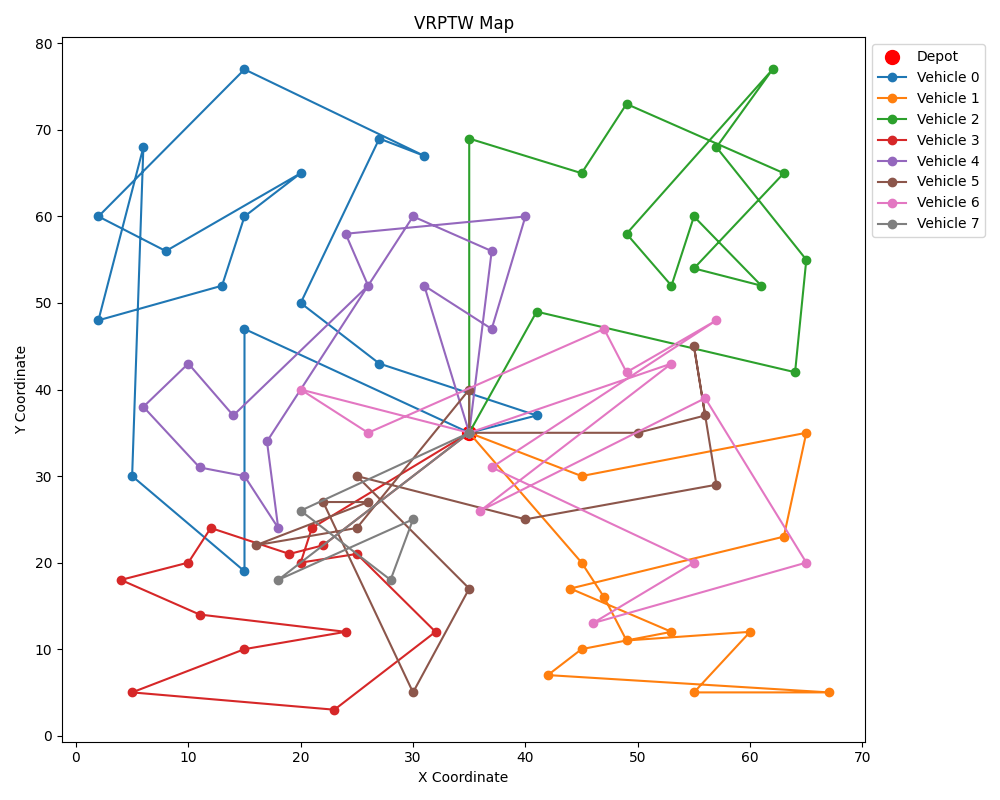 VRPTW Map
80
70
60
50
40
30
20
10
0
Y Coordinate
0 10 20 30 40 50 60 70
X Coordinate
Depot
Vehicle 0
Vehicle 1
Vehicle 2
Vehicle 3
Vehicle 4
Vehicle 5
Vehicle 6
Vehicle 7